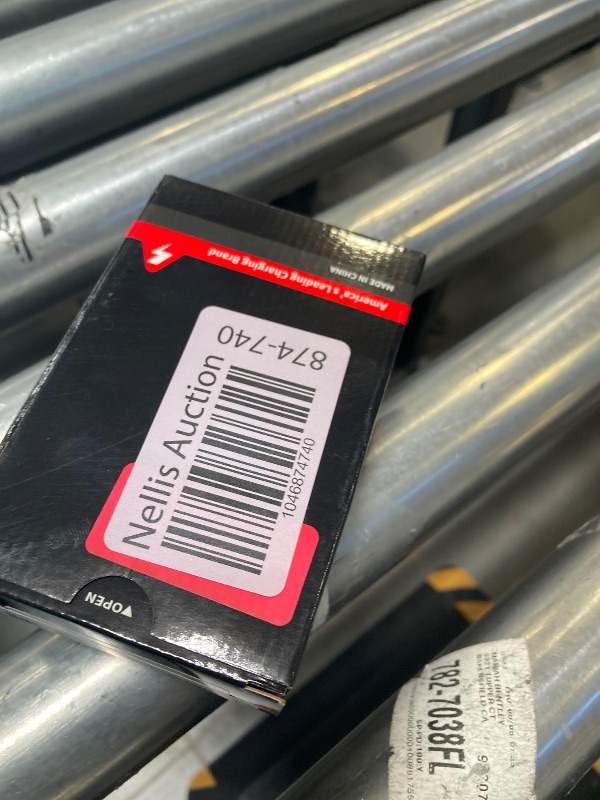 America's Leading Charging Brand
MADE IN CHINA
874-740
Nellis Auction
1046874740
OPEN
782-7038FL